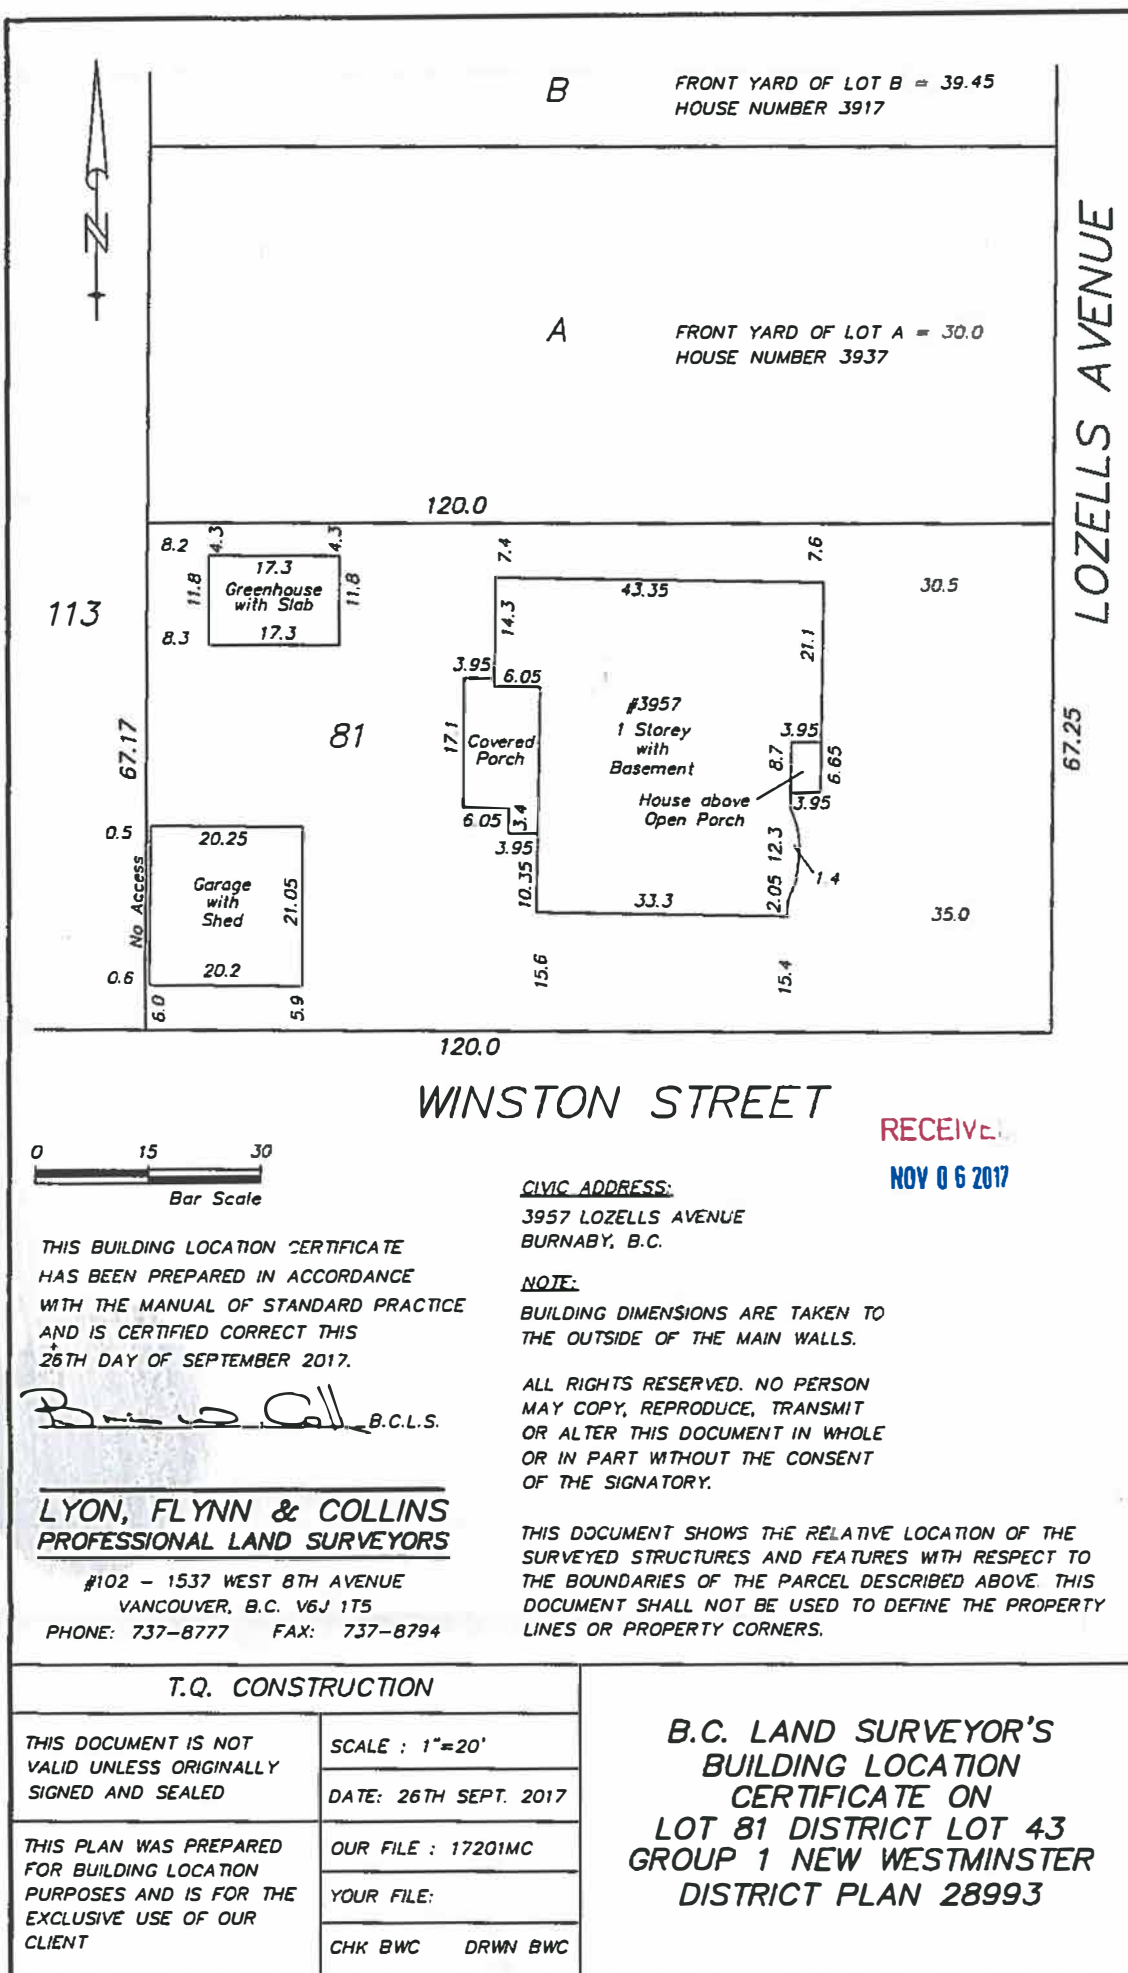 B
FRONT YARD OF LOT B = 39.45
HOUSE NUMBER 3917
N
LOZELLS AVENUE
A
FRONT YARD OF LOT A = 30.0
HOUSE NUMBER 3937
120.0
8.2
4.3
4.3
7.4
7.6
17.3
11.8
Greenhouse
with Slab
11.8
43.35
30.5
113
8.3
17.3
14.3
21.1
3.95
6.05
67.17
81
17.1
Covered
Porch
#3957
1 Storey
with
Basement
3.95
8.7
6.65
67.25
House above
Open Porch
3.95
6.05
3.4
3.95
0.5
20.25
No Access
Garage
with
Shed
21.05
10.35
12.3
1.4
2.05
33.3
35.0
0.6
20.2
6.0
5.9
15.6
15.4
120.0
WINSTON STREET
RECEIVE
NOV 06 2017
0 15 30
Bar Scale
THIS BUILDING LOCATION CERTIFICATE
HAS BEEN PREPARED IN ACCORDANCE
WITH THE MANUAL OF STANDARD PRACTICE
AND IS CERTIFIED CORRECT THIS
26TH DAY OF SEPTEMBER 2017.
B.C.L.S.
LYON, FLYNN & COLLINS
PROFESSIONAL LAND SURVEYORS
#102 - 1537 WEST 8TH AVENUE
VANCOUVER, B.C. V6J 1T5
PHONE: 737-8777 FAX: 737-8794
CIVIC ADDRESS:
3957 LOZELLS AVENUE
BURNABY, B.C.
NOTE:
BUILDING DIMENSIONS ARE TAKEN TO
THE OUTSIDE OF THE MAIN WALLS.
ALL RIGHTS RESERVED. NO PERSON
MAY COPY, REPRODUCE, TRANSMIT
OR ALTER THIS DOCUMENT IN WHOLE
OR IN PART WITHOUT THE CONSENT
OF THE SIGNATORY.
THIS DOCUMENT SHOWS THE RELATIVE LOCATION OF THE
SURVEYED STRUCTURES AND FEATURES WITH RESPECT TO
THE BOUNDARIES OF THE PARCEL DESCRIBED ABOVE. THIS
DOCUMENT SHALL NOT BE USED TO DEFINE THE PROPERTY
LINES OR PROPERTY CORNERS.
T.Q. CONSTRUCTION
THIS DOCUMENT IS NOT
VALID UNLESS ORIGINALLY
SIGNED AND SEALED
SCALE : 1"=20'
DATE: 26TH SEPT. 2017
THIS PLAN WAS PREPARED
FOR BUILDING LOCATION
PURPOSES AND IS FOR THE
EXCLUSIVE USE OF OUR
CLIENT
OUR FILE : 17201MC
YOUR FILE:
CHK BWC DRWN BWC
B.C. LAND SURVEYOR'S
BUILDING LOCATION
CERTIFICATE ON
LOT 81 DISTRICT LOT 43
GROUP 1 NEW WESTMINSTER
DISTRICT PLAN 28993